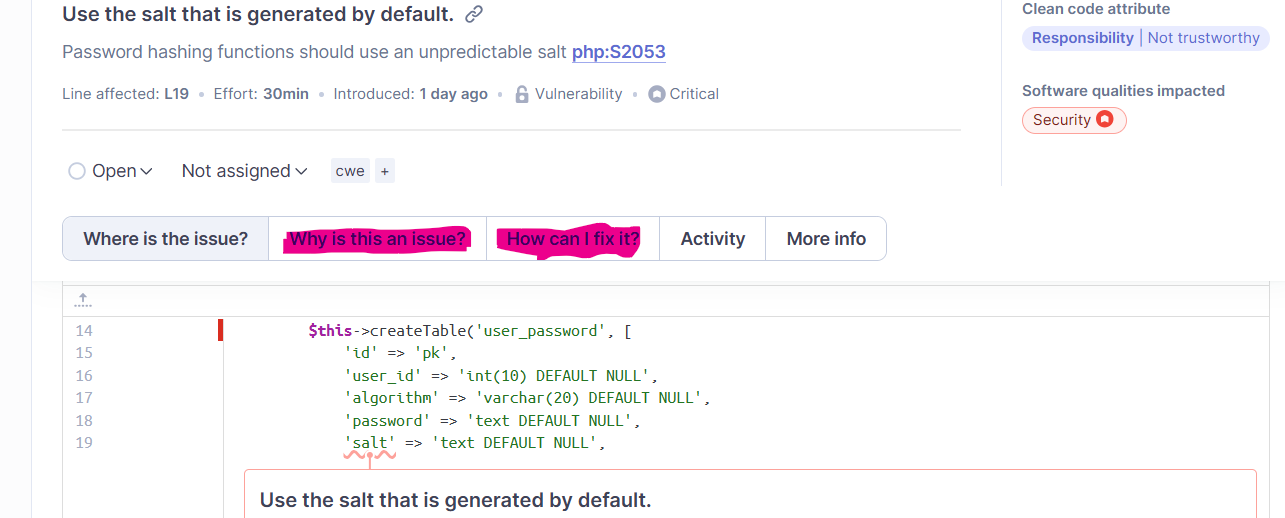 Use the salt that is generated by default.
Password hashing functions should use an unpredictable salt php:S2053
Line affected: L19 • Effort: 30min • Introduced: 1 day ago • Vulnerability • Critical
Clean code attribute
Responsibility | Not trustworthy
Software qualities impacted
Security
Open Not assigned cwe +
Where is the issue? Why is this an issue? How can I fix it? Activity More info
14 $this->createTable('user_password', [
15 'id' => 'pk',
16 'user_id' => 'int(10) DEFAULT NULL',
17 'algorithm' => 'varchar(20) DEFAULT NULL',
18 'password' => 'text DEFAULT NULL',
19 'salt' => 'text DEFAULT NULL',
Use the salt that is generated by default.